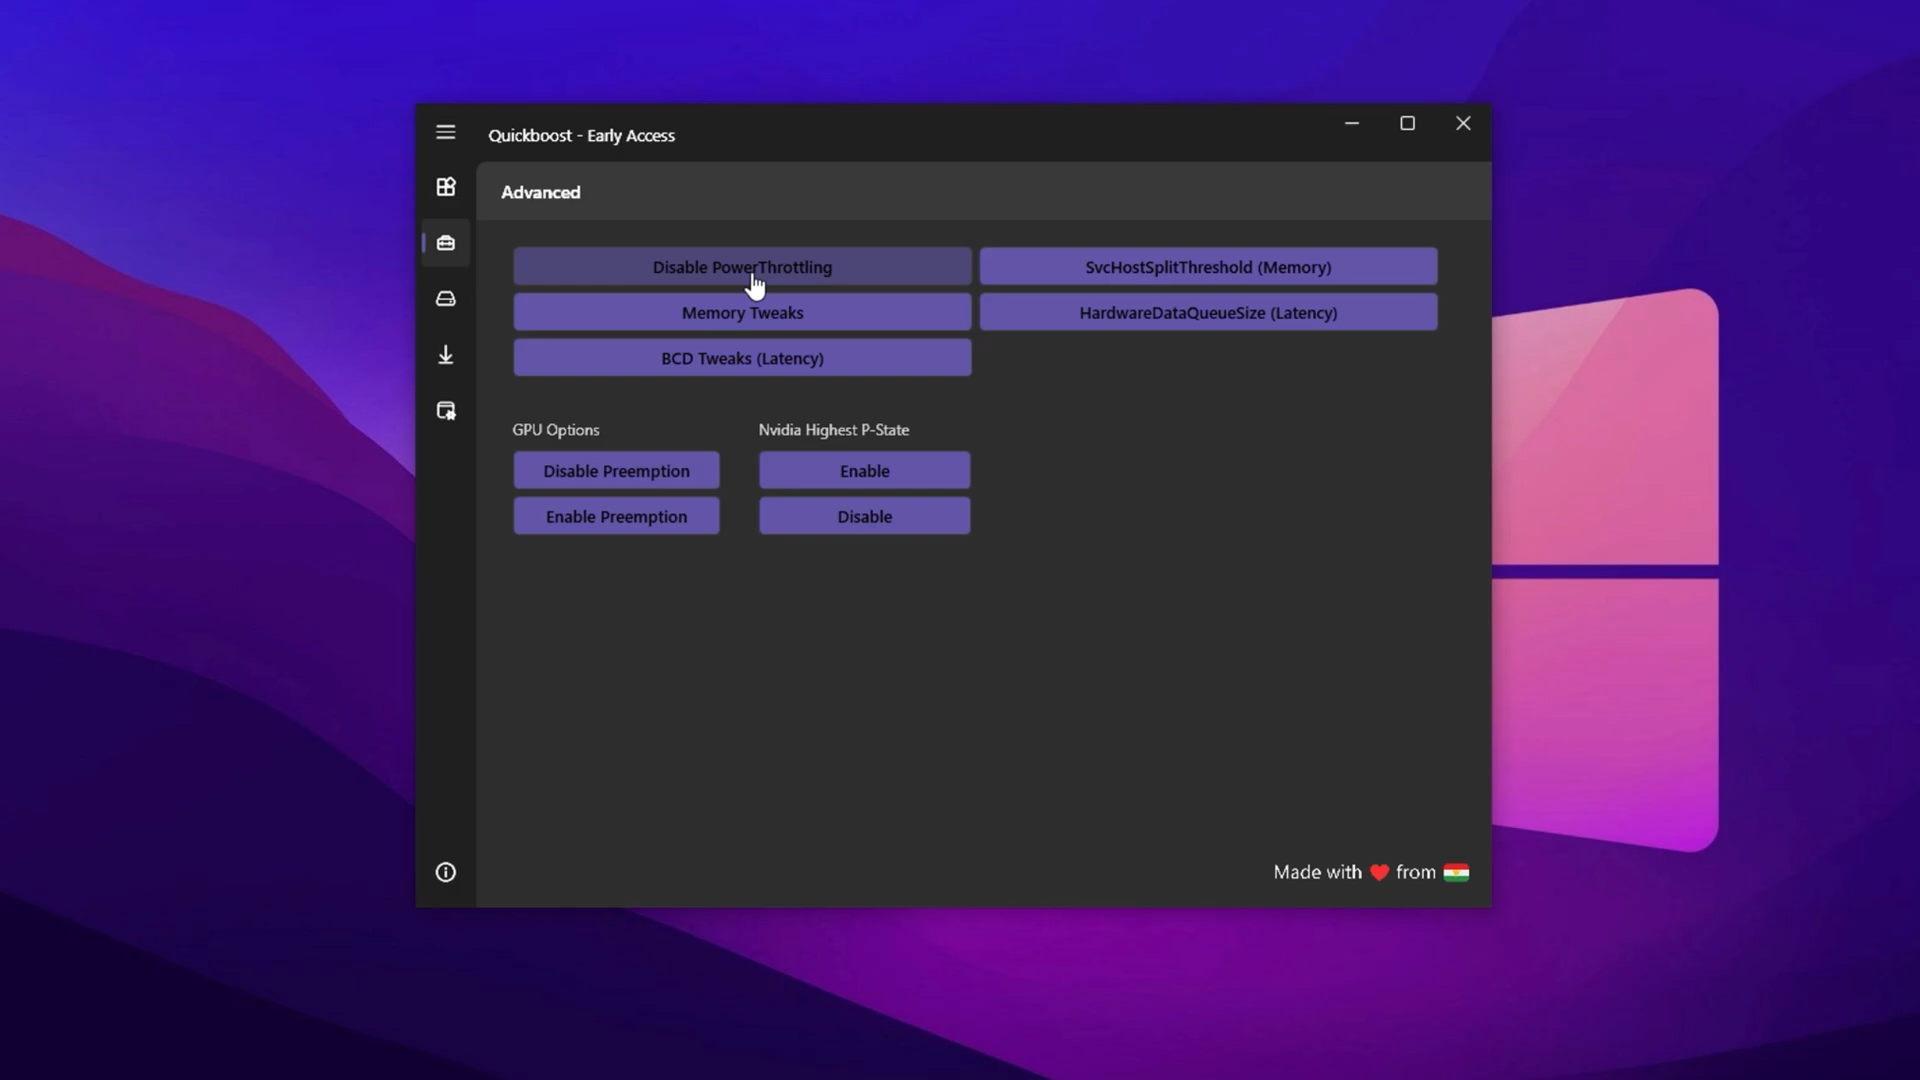 Quickboost - Early Access
Advanced
Disable PowerThrottling
SvcHostSplitThreshold (Memory)
Memory Tweaks
HardwareDataQueueSize (Latency)
BCD Tweaks (Latency)
GPU Options
Nvidia Highest P-State
Disable Preemption
Enable
Enable Preemption
Disable
Made with ❤️ from